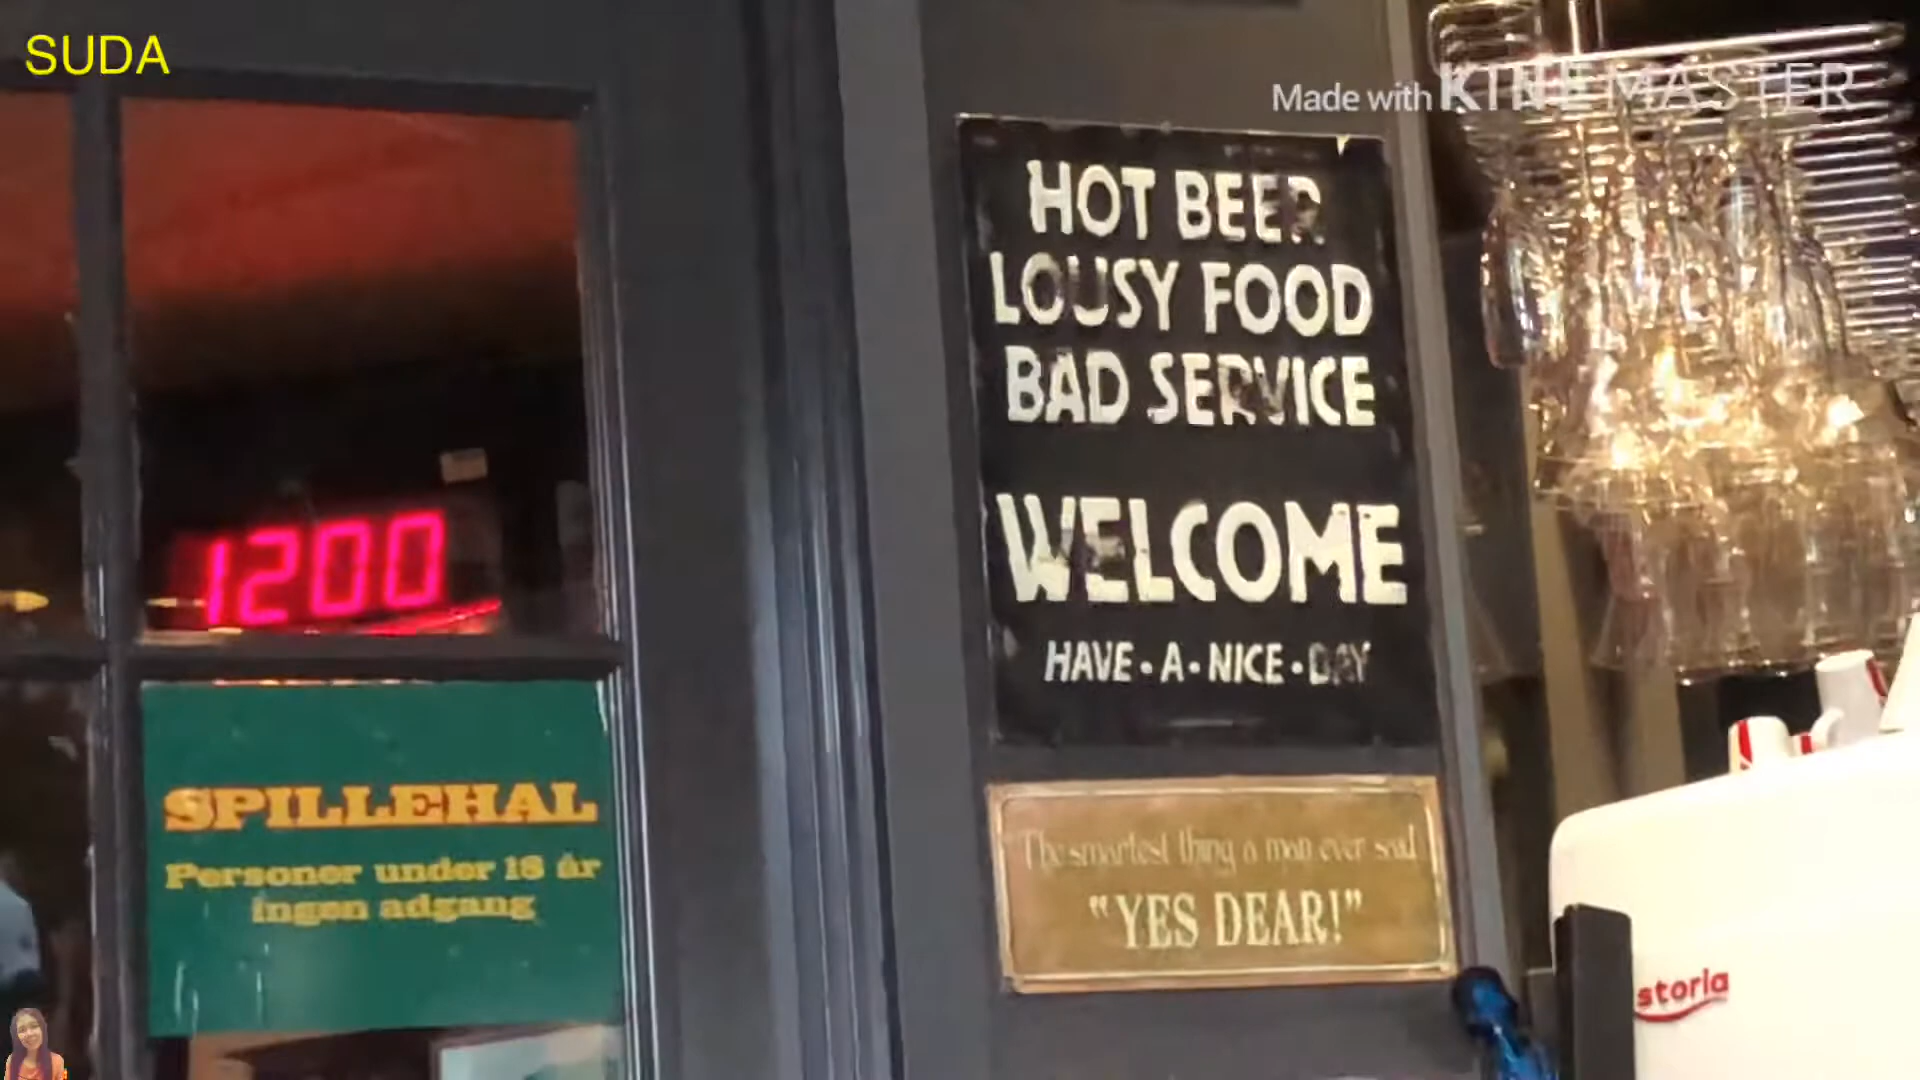 SUDA
Made with KINEMASTER
HOT BEER
LOUSY FOOD
BAD SERVICE
WELCOME
HAVE • A • NICE • DAY
1200
SPILLEHAL
Personer under 18 år
ingen adgang
The smartest thing a man ever said
"YES DEAR!"
storia